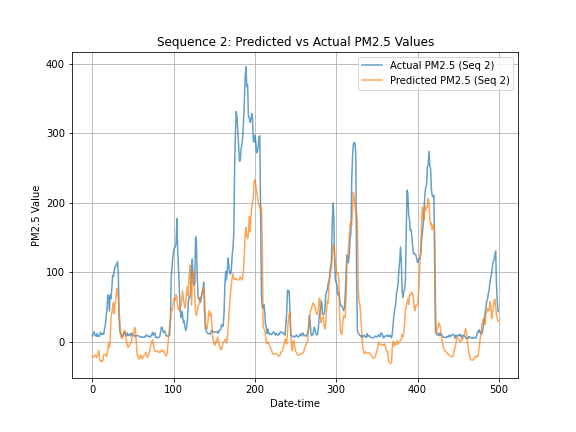 Sequence 2: Predicted vs Actual PM2.5 Values
Actual PM2.5 (Seq 2)
Predicted PM2.5 (Seq 2)
PM2.5 Value
400
300
200
100
0
0 100 200 300 400 500
Date-time